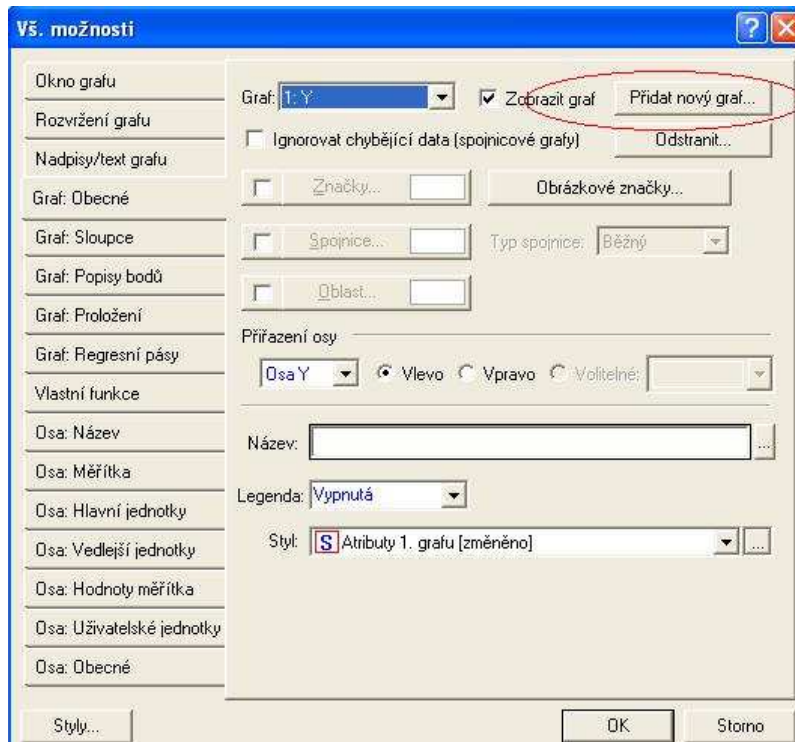 Vš. možnosti
Okno grafu
Rozvržení grafu
Nadpisy/text grafu
Graf: Obecné
Graf: Sloupce
Graf: Popisy bodů
Graf: Proložení
Graf: Regresní pásy
Vlastní funkce
Osa: Název
Osa: Měřítka
Osa: Hlavní jednotky
Osa: Vedlejší jednotky
Osa: Hodnoty měřítka
Osa: Uživatelské jednotky
Osa: Obecné
Graf: 1: Y Zobrazit graf Přidat nový graf...
Ignorovat chybějící data (spojnicové grafy) Odstranit...
Značky... Obrázkové značky...
Spojnice... Typ spojnice: Běžný
Oblast...
Přiřazení osy
Osa Y Vlevo Vpravo Volitelné:
Název: ...
Legenda: Vypnutá
Styl: S Atributy 1. grafu [změněno] ...
Styly... OK Storno